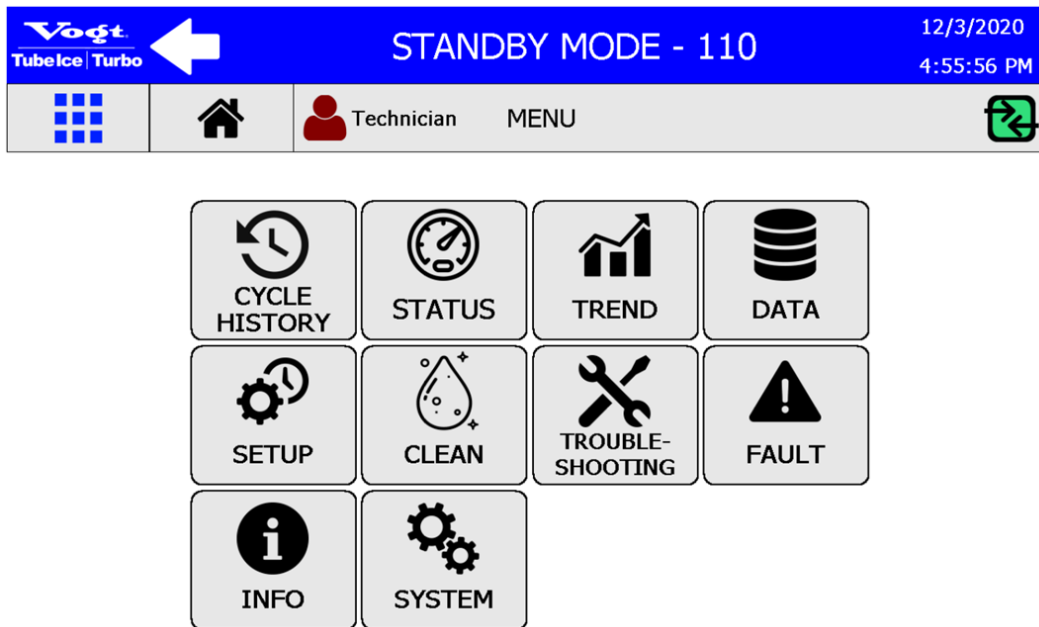 Vogt
Tube Ice | Turbo
STANDBY MODE - 110
12/3/2020
4:55:56 PM
Technician
MENU
CYCLE
HISTORY
STATUS
TREND
DATA
SETUP
CLEAN
TROUBLE-
SHOOTING
FAULT
INFO
SYSTEM